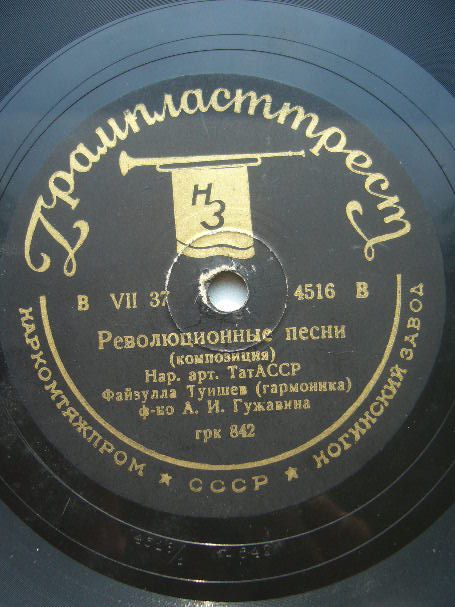 Грампласттрест
НЗ
В VII 37 4516 В
Революционные песни
(композиция)
Нар. арт. ТатАССР
Файзулла Туишев (гармоника)
ф-ко А. И. Гужавина
грк 842
НАРКОМТЯЖПРОМ ★ СССР ★ НОГИНСКИЙ ЗАВОД